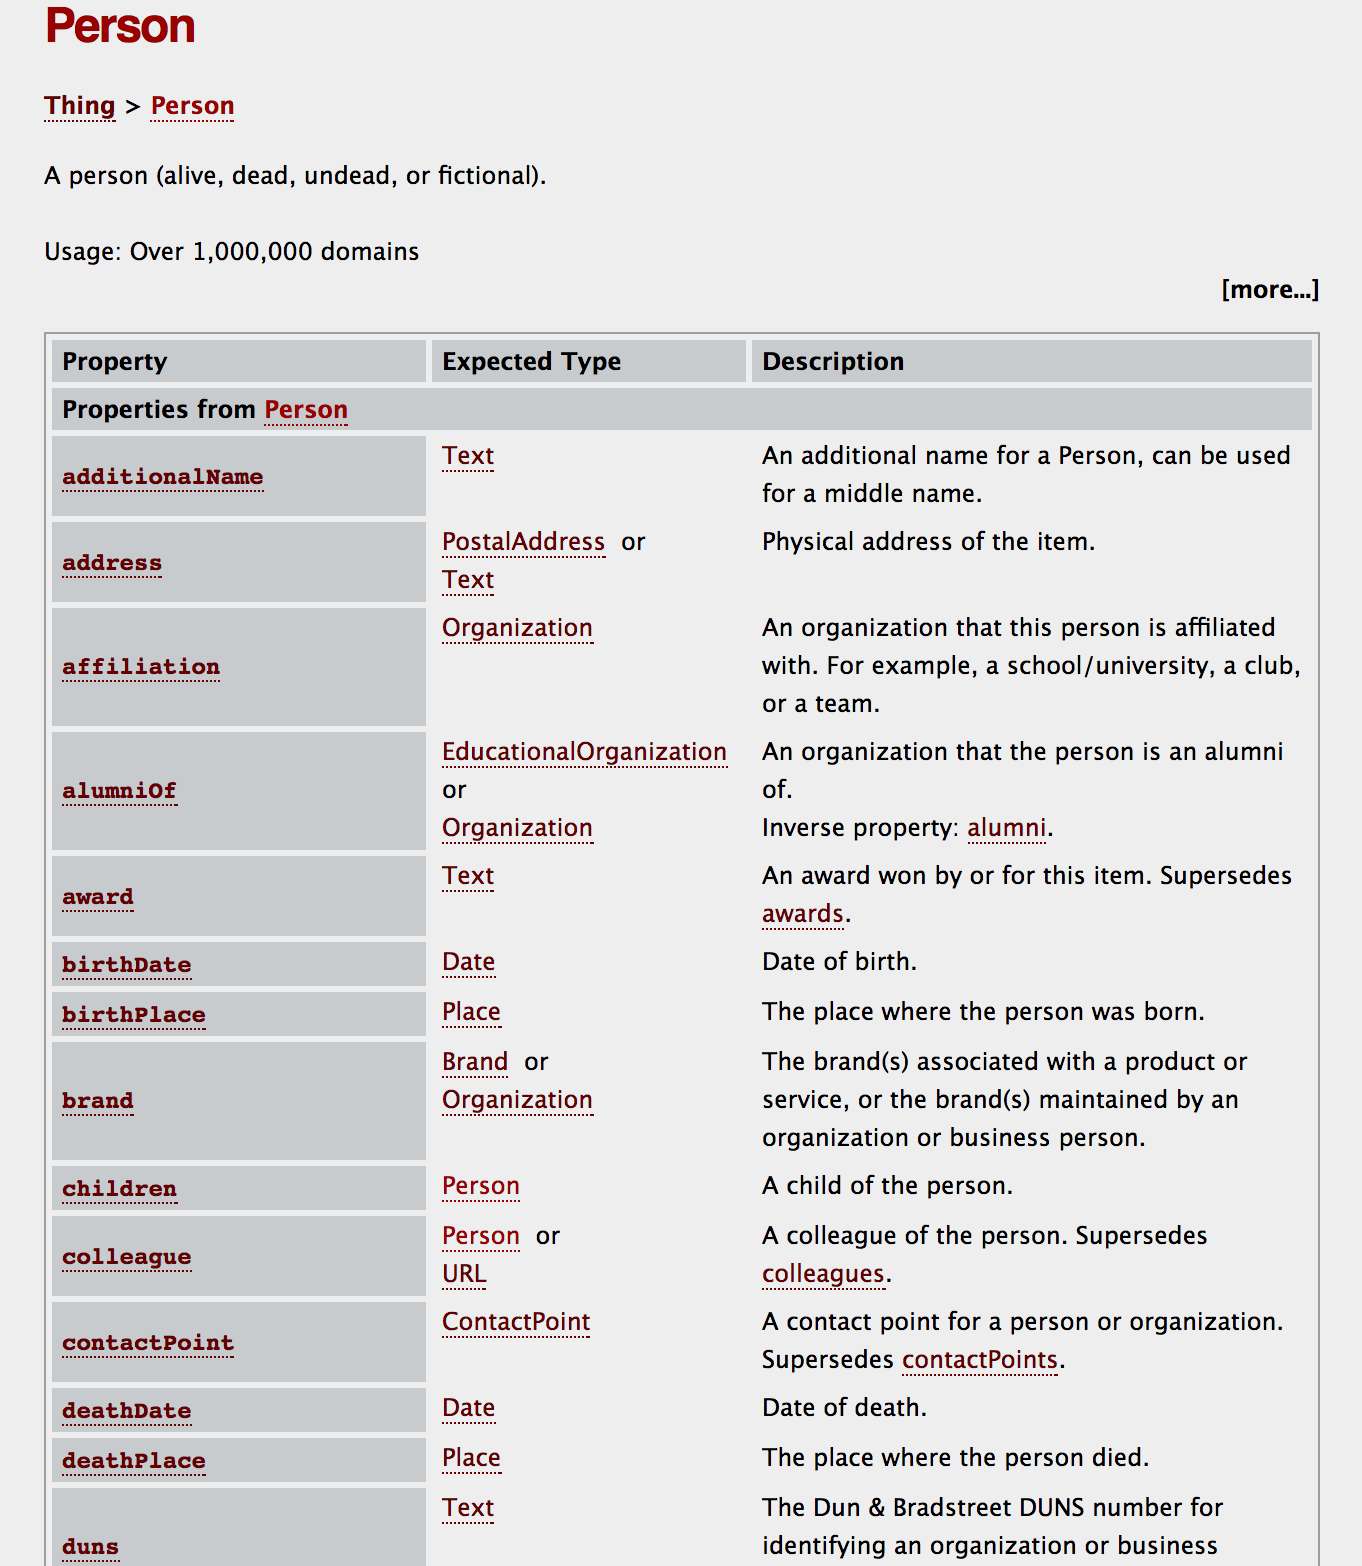 Person
Thing > Person
A person (alive, dead, undead, or fictional).
Usage: Over 1,000,000 domains
[more...]
Property Expected Type Description
Properties from Person
additionalName Text An additional name for a Person, can be used
for a middle name.
address PostalAddress or Physical address of the item.
Text
affiliation Organization An organization that this person is affiliated
with. For example, a school/university, a club,
or a team.
alumniOf EducationalOrganization An organization that the person is an alumni
or of.
Organization Inverse property: alumni.
award Text An award won by or for this item. Supersedes
awards.
birthDate Date Date of birth.
birthPlace Place The place where the person was born.
brand Brand or The brand(s) associated with a product or
Organization service, or the brand(s) maintained by an
organization or business person.
children Person A child of the person.
colleague Person or A colleague of the person. Supersedes
URL colleagues.
contactPoint ContactPoint A contact point for a person or organization.
Supersedes contactPoints.
deathDate Date Date of death.
deathPlace Place The place where the person died.
duns Text The Dun & Bradstreet DUNS number for
identifying an organization or business